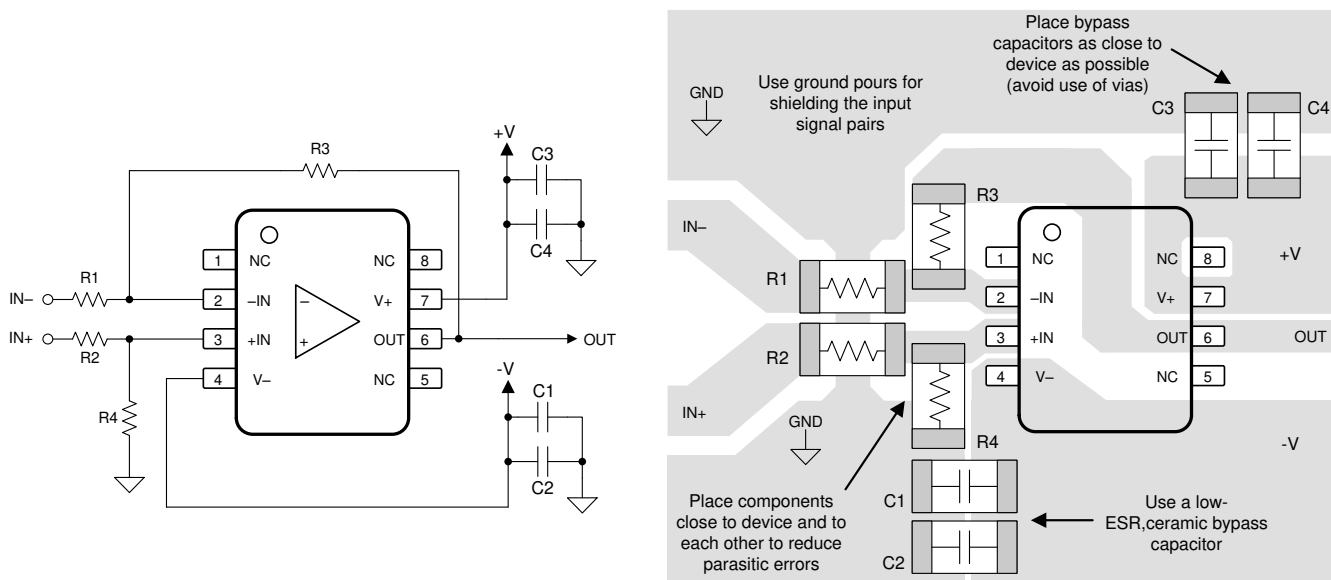 +V
R3
C3
C4
1
NC
NC
8
R1
IN–
2
–IN
V+
7
–
IN+
R2
3
+IN
+
OUT
6
OUT
4
V–
NC
5
-V
C1
R4
C2
Place bypass
capacitors as close to
device as possible
(avoid use of vias)
Use ground pours for
shielding the input
signal pairs
GND
C3
C4
R3
IN–
1
NC
NC
8
+V
R1
2
–IN
V+
7
3
+IN
OUT
6
OUT
R2
4
V–
NC
5
IN+
GND
R4
-V
C1
C2
Place components
close to device and to
each other to reduce
parasitic errors
Use a low-
ESR,ceramic bypass
capacitor